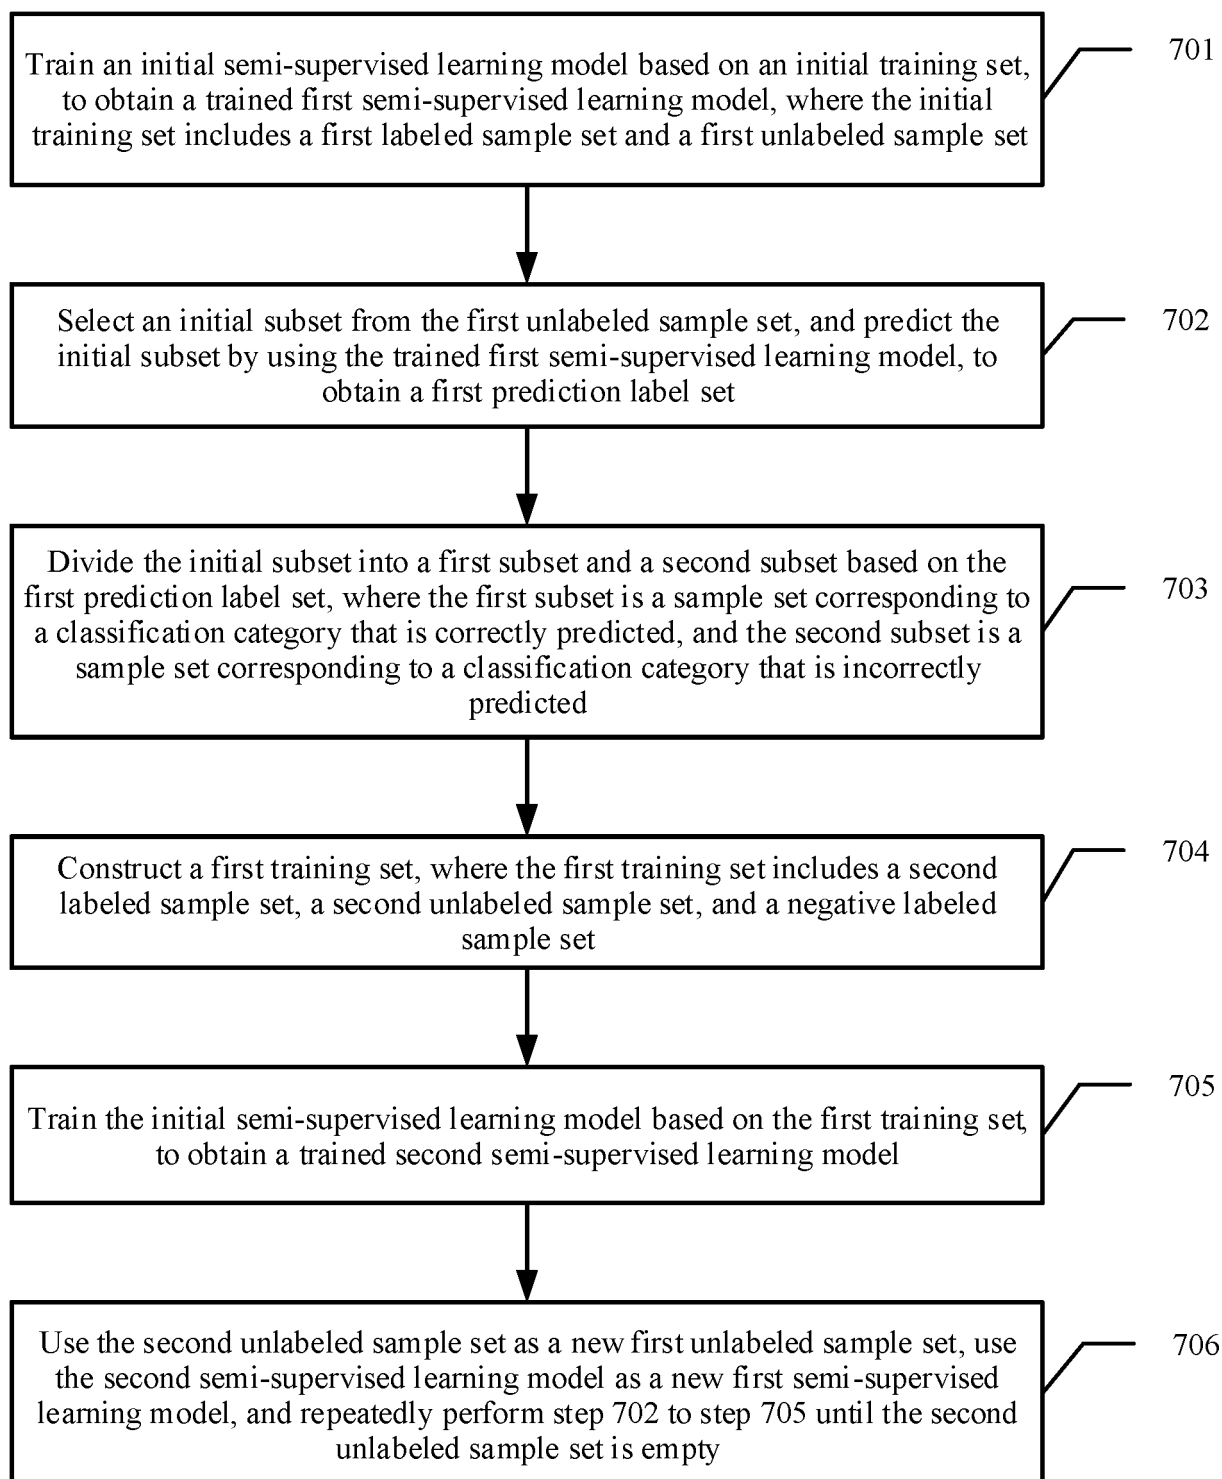 Train an initial semi-supervised learning model based on an initial training set,
to obtain a trained first semi-supervised learning model, where the initial
training set includes a first labeled sample set and a first unlabeled sample set
701
Select an initial subset from the first unlabeled sample set, and predict the
initial subset by using the trained first semi-supervised learning model, to
obtain a first prediction label set
702
Divide the initial subset into a first subset and a second subset based on the
first prediction label set, where the first subset is a sample set corresponding to
a classification category that is correctly predicted, and the second subset is a
sample set corresponding to a classification category that is incorrectly
predicted
703
Construct a first training set, where the first training set includes a second
labeled sample set, a second unlabeled sample set, and a negative labeled
sample set
704
Train the initial semi-supervised learning model based on the first training set,
to obtain a trained second semi-supervised learning model
705
Use the second unlabeled sample set as a new first unlabeled sample set, use
the second semi-supervised learning model as a new first semi-supervised
learning model, and repeatedly perform step 702 to step 705 until the second
unlabeled sample set is empty
706